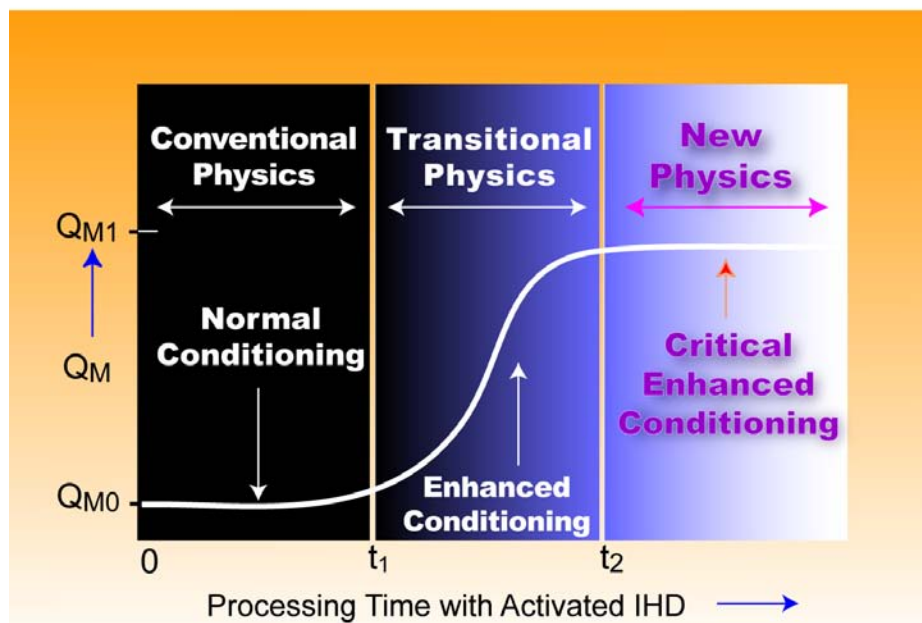 Conventional
Physics
Transitional
Physics
New
Physics
QM1
QM
QM0
Normal
Conditioning
Enhanced
Conditioning
Critical
Enhanced
Conditioning
0
t1
t2
Processing Time with Activated IHD